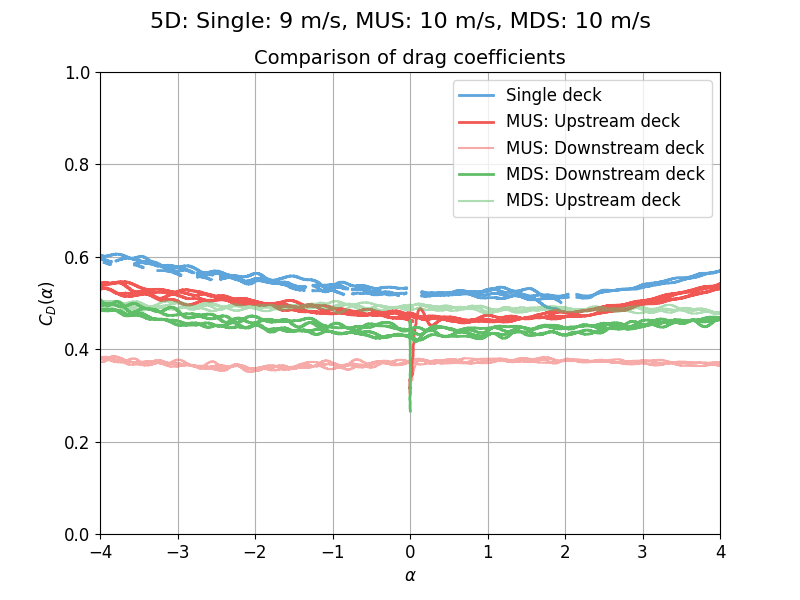 5D: Single: 9 m/s, MUS: 10 m/s, MDS: 10 m/s
Comparison of drag coefficients
1.0
0.8
0.6
0.4
0.2
0.0
C_D(α)
Single deck
MUS: Upstream deck
MUS: Downstream deck
MDS: Downstream deck
MDS: Upstream deck
−4 −3 −2 −1 0 1 2 3 4
α